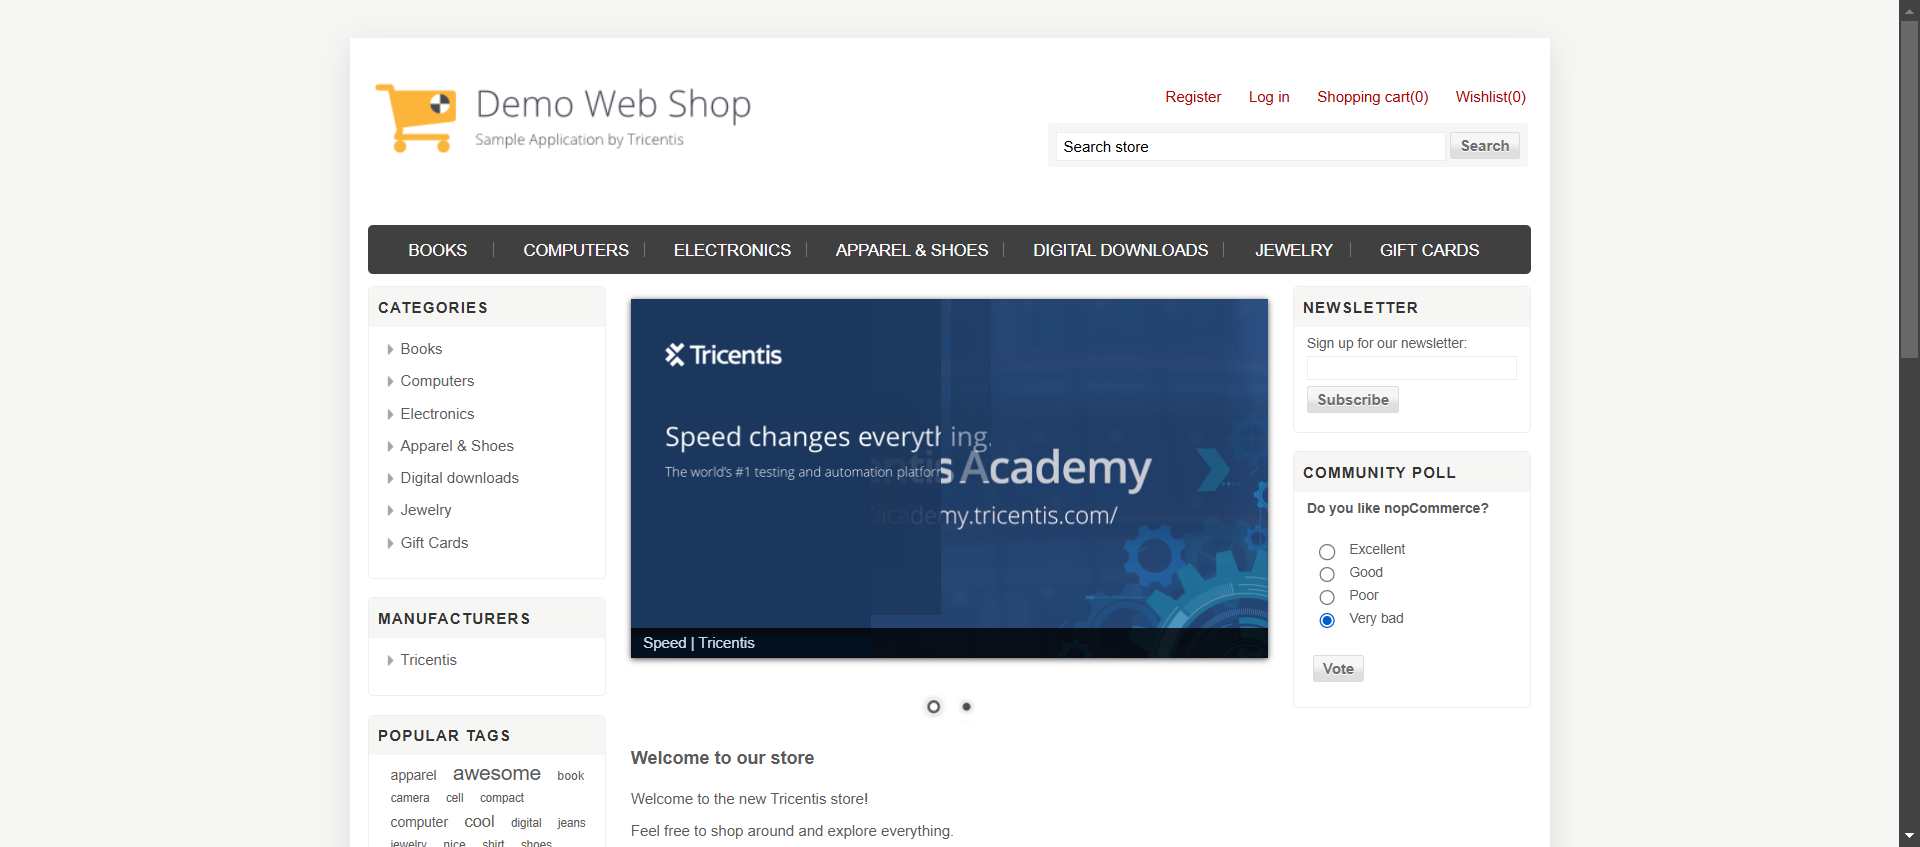 Demo Web Shop
Sample Application by Tricentis
Register Log in Shopping cart(0) Wishlist(0)
Search store Search
BOOKS COMPUTERS ELECTRONICS APPAREL & SHOES DIGITAL DOWNLOADS JEWELRY GIFT CARDS
CATEGORIES
Books
Computers
Electronics
Apparel & Shoes
Digital downloads
Jewelry
Gift Cards
MANUFACTURERS
Tricentis
POPULAR TAGS
apparel awesome book
camera cell compact
computer cool digital jeans
jewelry nice shirt shoes
Tricentis
Speed changes everything.
The world's #1 testing and automation platform
Academy
academy.tricentis.com/
Speed | Tricentis
Welcome to our store
Welcome to the new Tricentis store!
Feel free to shop around and explore everything.
NEWSLETTER
Sign up for our newsletter:
Subscribe
COMMUNITY POLL
Do you like nopCommerce?
Excellent
Good
Poor
Very bad
Vote